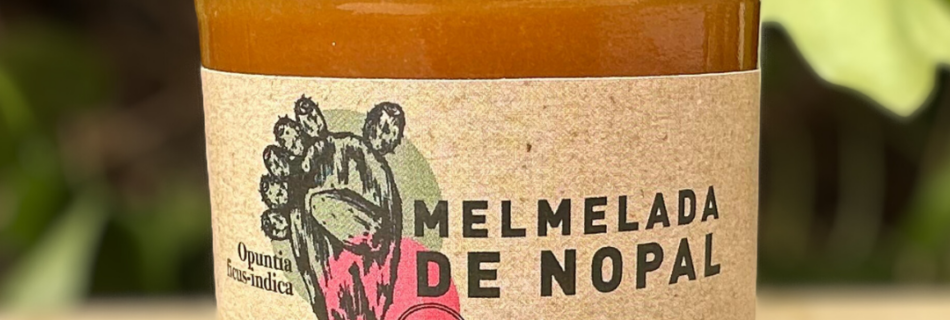 MELMELADA
DE NOPAL
Opuntia
ficus-indica